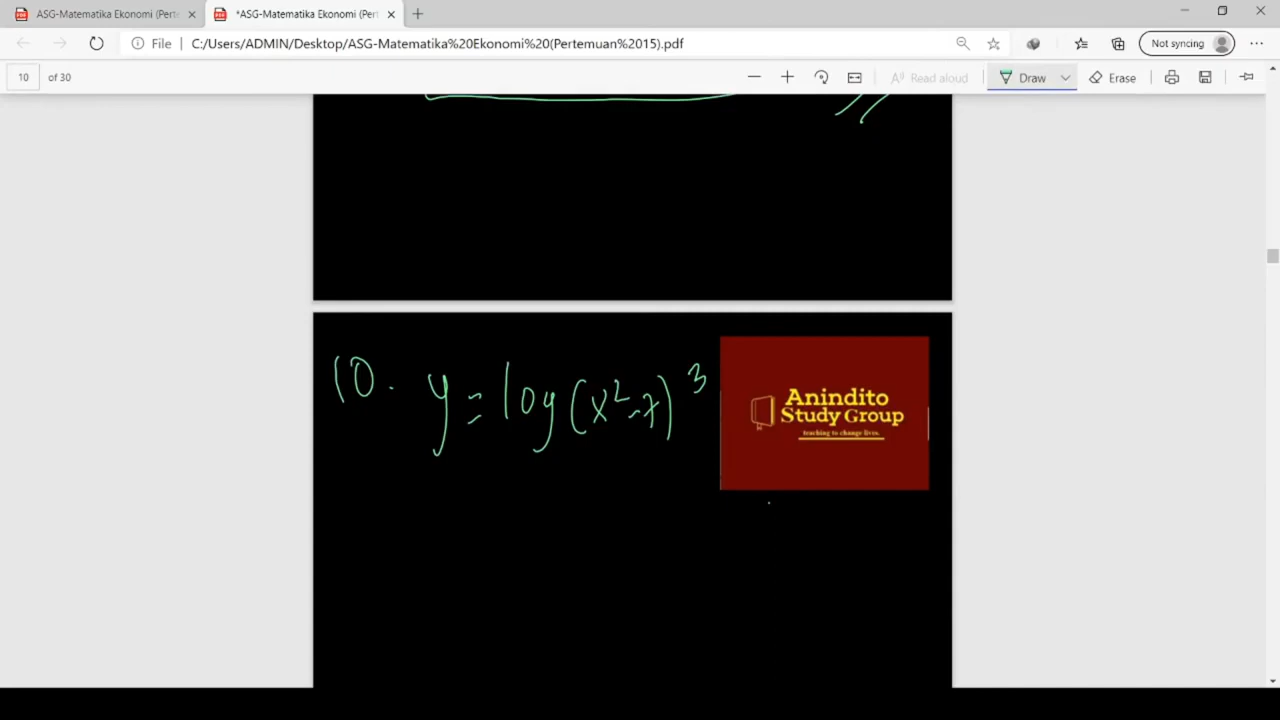 ASG-Matematika Ekonomi (Perte
*ASG-Matematika Ekonomi (Pert
File
C:/Users/ADMIN/Desktop/ASG-Matematika%20Ekonomi%20(Pertemuan%2015).pdf
Not syncing
10 of 30
Read aloud
Draw
Erase
10. y = log(x²-x)³
Anindito
Study Group
teaching to change lives.